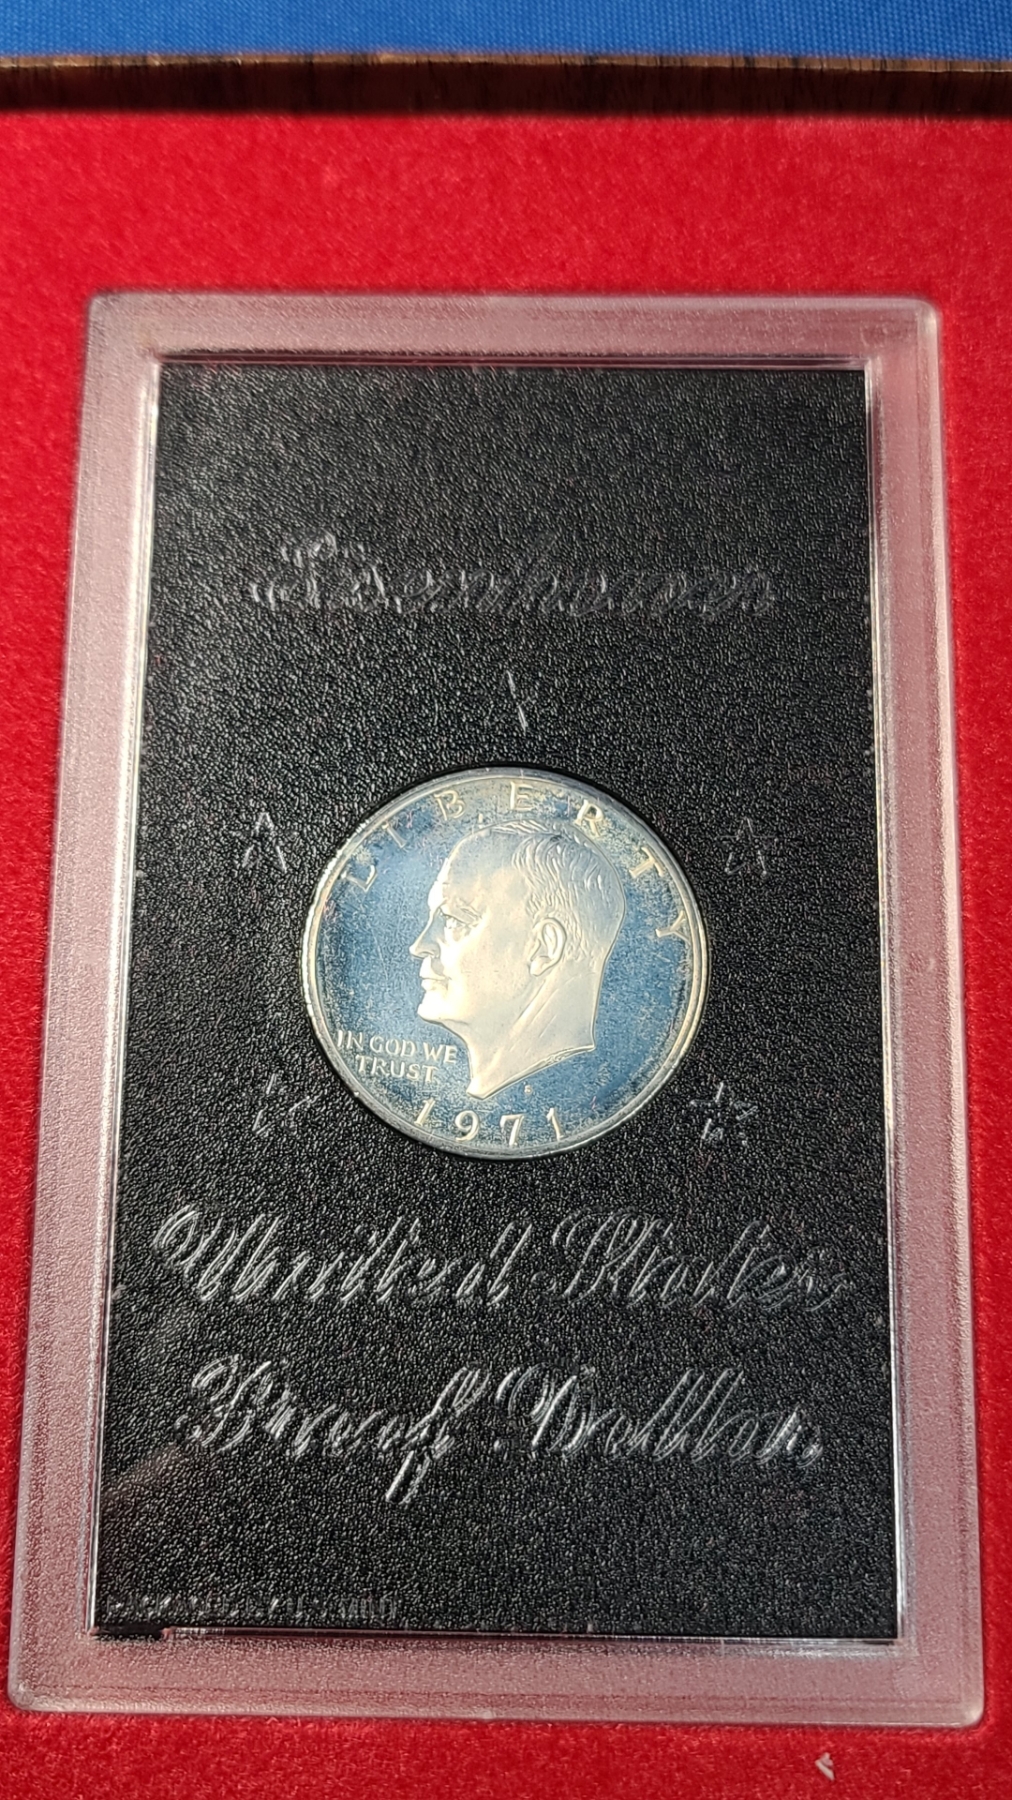 Eisenhower
LIBERTY
IN GOD WE
TRUST
S
1971
United States
Proof Dollar